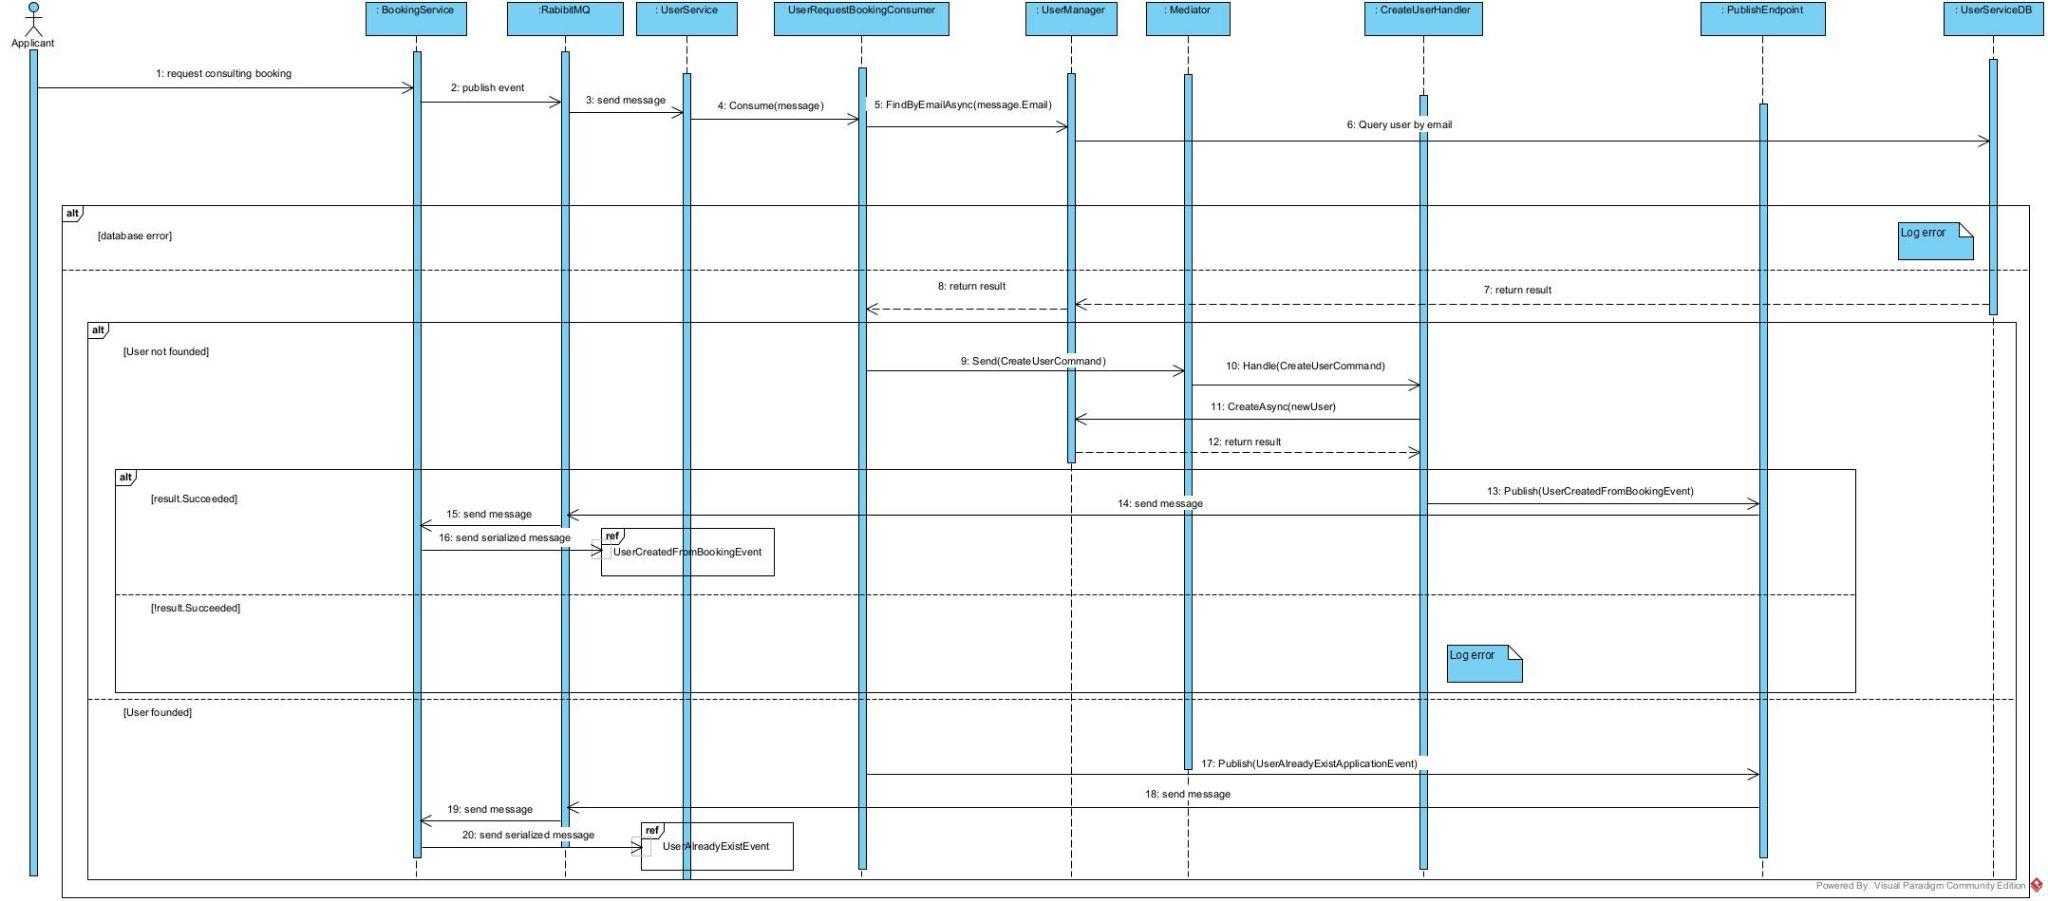 : BookingService
:RabibitMQ
: UserService
UserRequestBookingConsumer
: UserManager
: Mediator
: CreateUserHandler
: PublishEndpoint
: UserServiceDB
Applicant
1: request consulting booking
2: publish event
3: send message
4: Consume(message)
5: FindByEmailAsync(message.Email)
6: Query user by email
alt
[database error]
Log error
8: return result
7: return result
alt
[User not founded]
9: Send(CreateUserCommand)
10: Handle(CreateUserCommand)
11: CreateAsync(newUser)
12: return result
alt
[result.Succeeded]
13: Publish(UserCreatedFromBookingEvent)
14: send message
15: send message
16: send serialized message
ref
UserCreatedFromBookingEvent
[!result.Succeeded]
Log error
[User founded]
17: Publish(UserAlreadyExistApplicationEvent)
18: send message
19: send message
20: send serialized message
ref
UserAlreadyExistEvent
Powered By: Visual Paradigm Community Edition